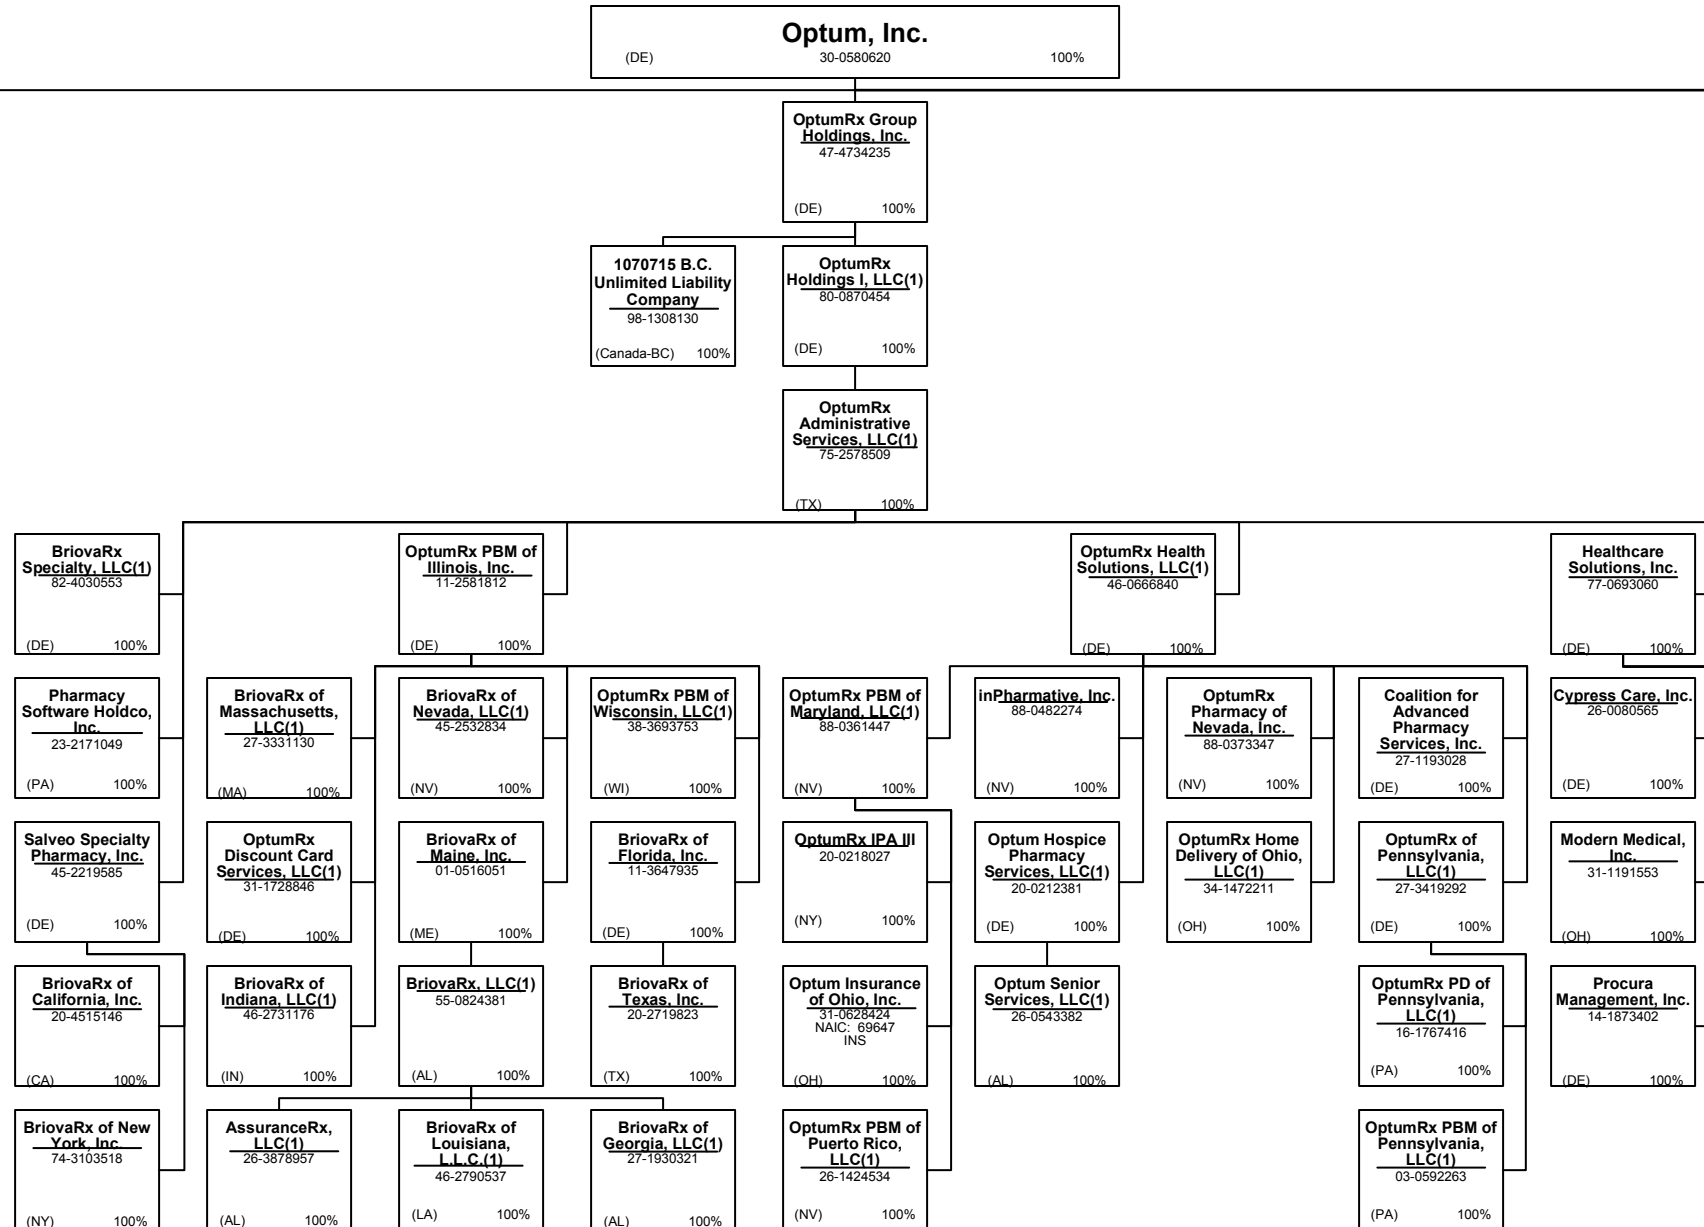 Optum, Inc.
(DE) 30-0580620 100%
OptumRx Group
Holdings, Inc.
47-4734235
(DE) 100%
1070715 B.C.
Unlimited Liability
Company
98-1308130
(Canada-BC) 100%
OptumRx
Holdings I, LLC(1)
80-0870454
(DE) 100%
OptumRx
Administrative
Services, LLC(1)
75-2578509
(TX) 100%
BriovaRx
Specialty, LLC(1)
82-4030553
(DE) 100%
OptumRx PBM of
Illinois, Inc.
11-2581812
(DE) 100%
OptumRx Health
Solutions, LLC(1)
46-0666840
(DE) 100%
Healthcare
Solutions, Inc.
77-0693060
(DE) 100%
Pharmacy
Software Holdco,
Inc.
23-2171049
(PA) 100%
BriovaRx of
Massachusetts,
LLC(1)
27-3331130
(MA) 100%
BriovaRx of
Nevada, LLC(1)
45-2532834
(NV) 100%
OptumRx PBM of
Wisconsin, LLC(1)
38-3693753
(WI) 100%
OptumRx PBM of
Maryland, LLC(1)
88-0361447
(NV) 100%
inPharmative, Inc.
88-0482274
(NV) 100%
OptumRx
Pharmacy of
Nevada, Inc.
88-0373347
(NV) 100%
Coalition for
Advanced
Pharmacy
Services, Inc.
27-1193028
(DE) 100%
Cypress Care, Inc.
26-0080565
(DE) 100%
Salveo Specialty
Pharmacy, Inc.
45-2219585
(DE) 100%
OptumRx
Discount Card
Services, LLC(1)
31-1728846
(DE) 100%
BriovaRx of
Maine, Inc.
01-0516051
(ME) 100%
BriovaRx of
Florida, Inc.
11-3647935
(DE) 100%
OptumRx IPA III
20-0218027
(NY) 100%
Optum Hospice
Pharmacy
Services, LLC(1)
20-0212381
(DE) 100%
OptumRx Home
Delivery of Ohio,
LLC(1)
34-1472211
(OH) 100%
OptumRx of
Pennsylvania,
LLC(1)
27-3419292
(DE) 100%
Modern Medical,
Inc.
31-1191553
(OH) 100%
BriovaRx of
California, Inc.
20-4515146
(CA) 100%
BriovaRx of
Indiana, LLC(1)
46-2731176
(IN) 100%
BriovaRx, LLC(1)
55-0824381
(AL) 100%
BriovaRx of
Texas, Inc.
20-2719823
(TX) 100%
Optum Insurance
of Ohio, Inc.
31-0628424
NAIC: 69647
INS
(OH) 100%
Optum Senior
Services, LLC(1)
26-0543382
(AL) 100%
OptumRx PD of
Pennsylvania,
LLC(1)
16-1767416
(PA) 100%
Procura
Management, Inc.
14-1873402
(DE) 100%
BriovaRx of New
York, Inc.
74-3103518
(NY) 100%
AssuranceRx,
LLC(1)
26-3878957
(AL) 100%
BriovaRx of
Louisiana,
L.L.C.(1)
46-2790537
(LA) 100%
BriovaRx of
Georgia, LLC(1)
27-1930321
(AL) 100%
OptumRx PBM of
Puerto Rico,
LLC(1)
26-1424534
(NV) 100%
OptumRx PBM of
Pennsylvania,
LLC(1)
03-0592263
(PA) 100%